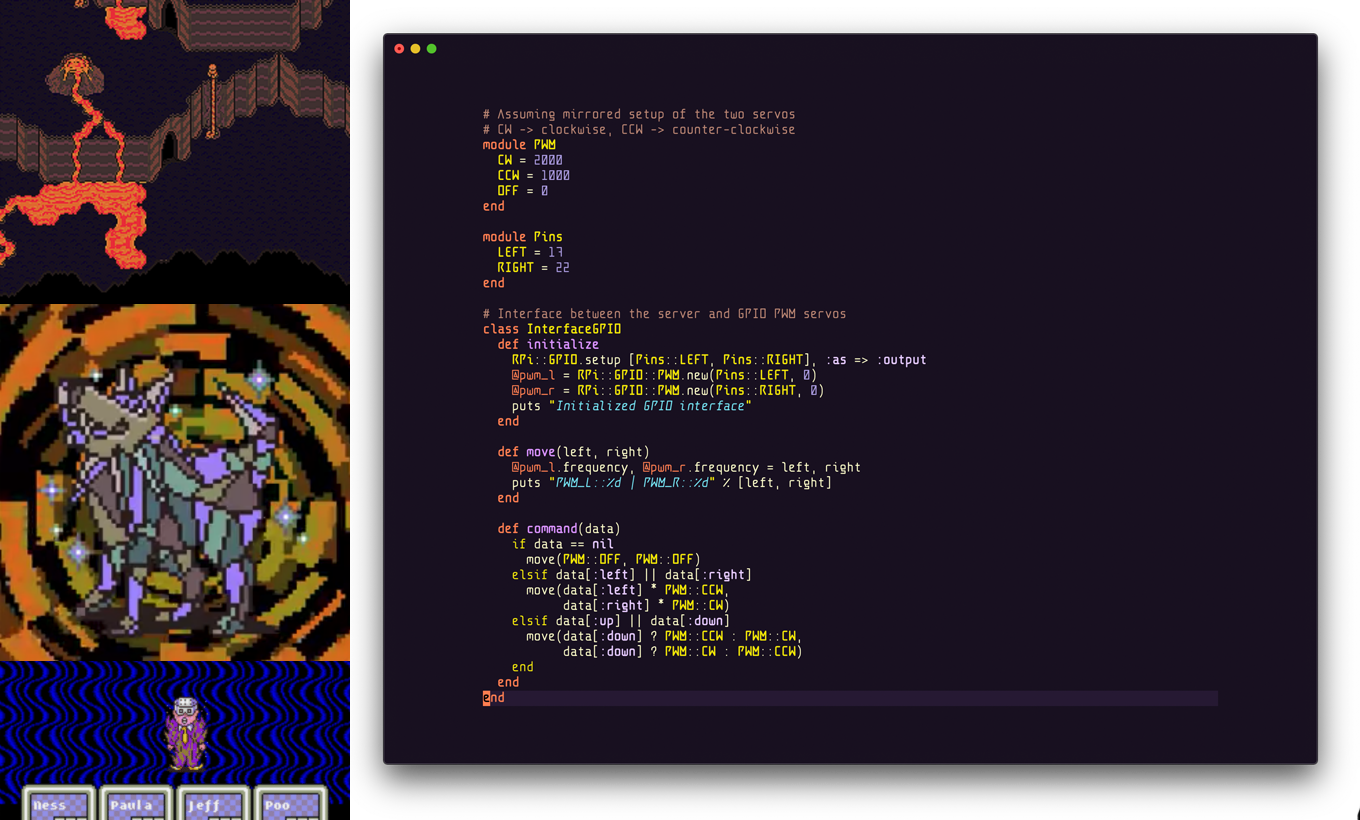 # Assuming mirrored setup of the two servos
# CW -> clockwise, CCW -> counter-clockwise
module PWM
  CW = 2000
  CCW = 1000
  OFF = 0
end

module Pins
  LEFT = 17
  RIGHT = 22
end

# Interface between the server and GPIO PWM servos
class InterfaceGPIO
  def initialize
    RPi::GPIO.setup [Pins::LEFT, Pins::RIGHT], :as => :output
    @pwm_l = RPi::GPIO::PWM.new(Pins::LEFT, 0)
    @pwm_r = RPi::GPIO::PWM.new(Pins::RIGHT, 0)
    puts "Initialized GPIO interface"
  end

  def move(left, right)
    @pwm_l.frequency, @pwm_r.frequency = left, right
    puts "PWM_L::%d | PWM_R::%d" % [left, right]
  end

  def command(data)
    if data == nil
      move(PWM::OFF, PWM::OFF)
    elsif data[:left] || data[:right]
      move(data[:left] * PWM::CCW,
           data[:right] * PWM::CW)
    elsif data[:up] || data[:down]
      move(data[:down] ? PWM::CCW : PWM::CW,
           data[:down] ? PWM::CW : PWM::CCW)
    end
  end
end
Ness Paula Jeff Poo